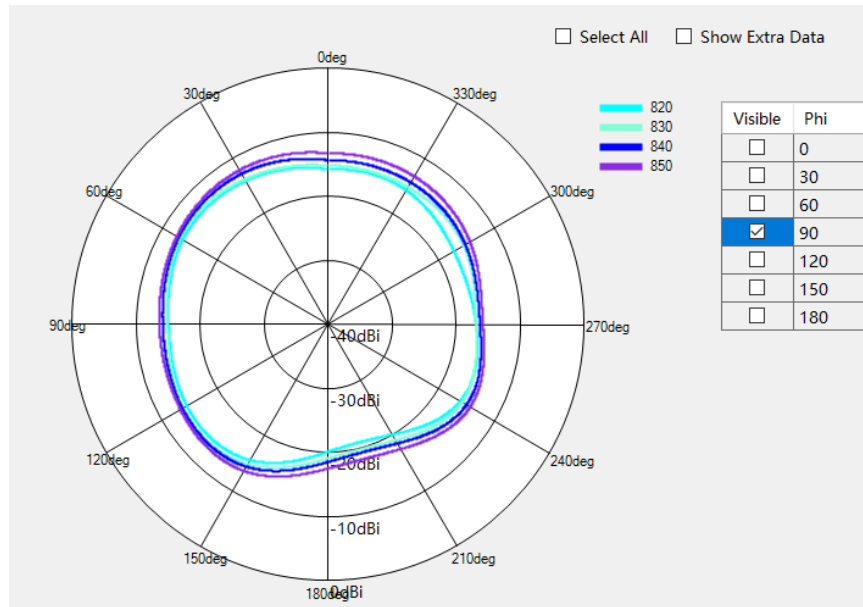 Select All
Show Extra Data
0deg
30deg
330deg
820
830
840
850
Visible
Phi
0
30
60
90
120
150
180
60deg
300deg
90deg
270deg
-40dBi
-30dBi
120deg
240deg
-20dBi
-10dBi
150deg
210deg
180deg
0dBi